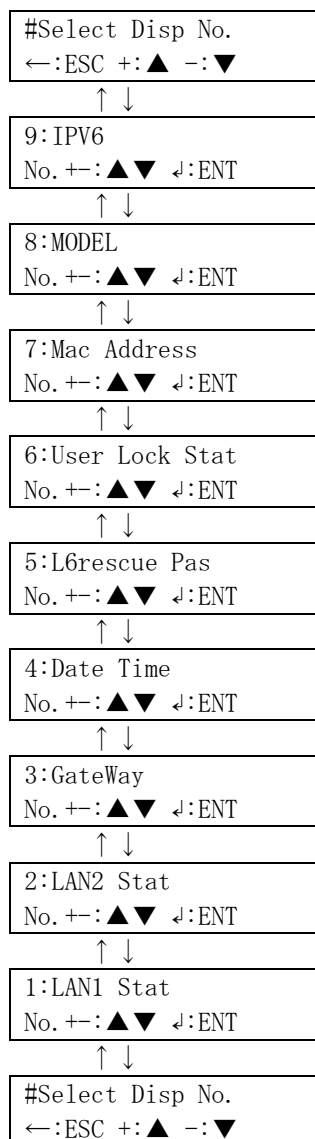 #Select Disp No.
←:ESC +:▲ -:▼
↑ ↓
9:IPV6
No.+-:▲▼ ↲:ENT
↑ ↓
8:MODEL
No.+-:▲▼ ↲:ENT
↑ ↓
7:Mac Address
No.+-:▲▼ ↲:ENT
↑ ↓
6:User Lock Stat
No.+-:▲▼ ↲:ENT
↑ ↓
5:L6rescue Pas
No.+-:▲▼ ↲:ENT
↑ ↓
4:Date Time
No.+-:▲▼ ↲:ENT
↑ ↓
3:GateWay
No.+-:▲▼ ↲:ENT
↑ ↓
2:LAN2 Stat
No.+-:▲▼ ↲:ENT
↑ ↓
1:LAN1 Stat
No.+-:▲▼ ↲:ENT
↑ ↓
#Select Disp No.
←:ESC +:▲ -:▼